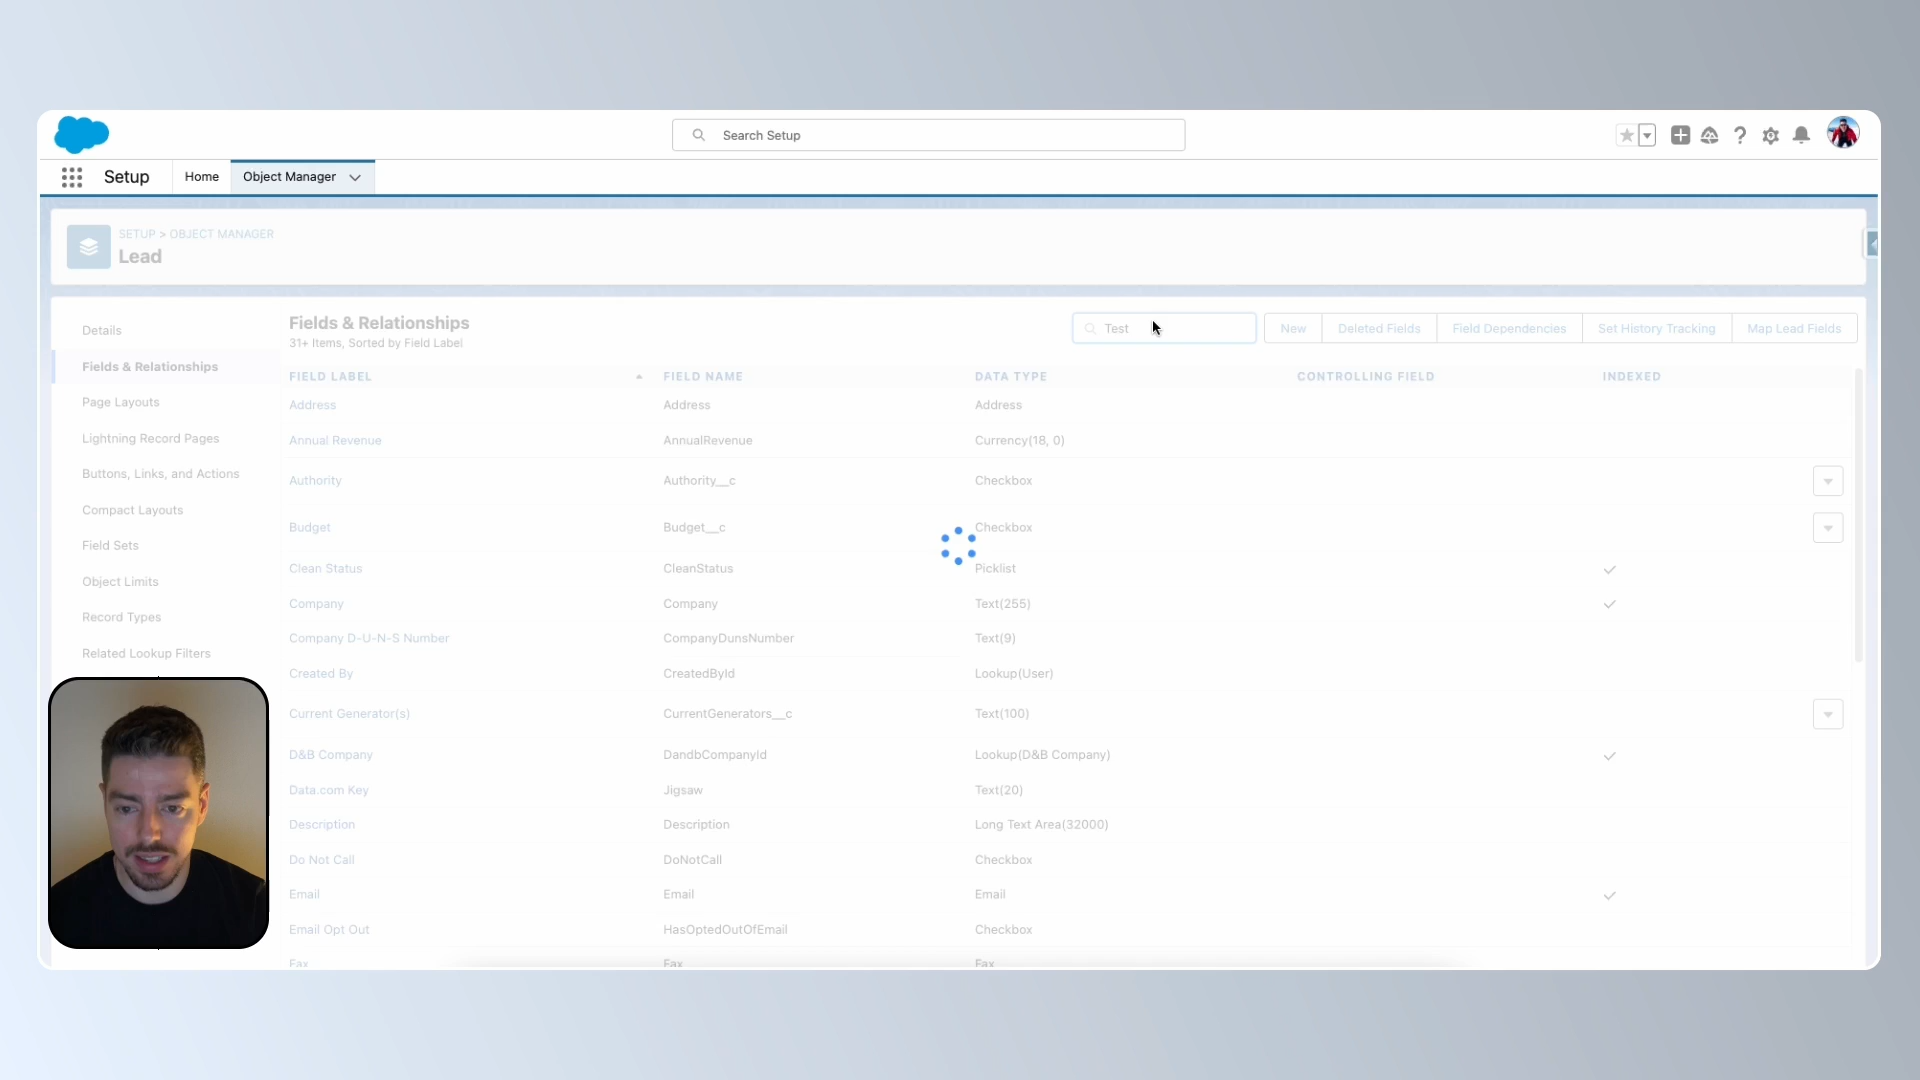 Search Setup
Setup
Home
Object Manager
SETUP > OBJECT MANAGER
Lead
Details
Fields & Relationships
Page Layouts
Lightning Record Pages
Buttons, Links, and Actions
Compact Layouts
Field Sets
Object Limits
Record Types
Related Lookup Filters
Fields & Relationships
31+ Items, Sorted by Field Label
Test
New
Deleted Fields
Field Dependencies
Set History Tracking
Map Lead Fields
FIELD LABEL FIELD NAME DATA TYPE CONTROLLING FIELD INDEXED
Address Address Address
Annual Revenue AnnualRevenue Currency(18, 0)
Authority Authority__c Checkbox
Budget Budget__c Checkbox
Clean Status CleanStatus Picklist
Company Company Text(255)
Company D-U-N-S Number CompanyDunsNumber Text(9)
Created By CreatedById Lookup(User)
Current Generator(s) CurrentGenerators__c Text(100)
D&B Company DandbCompanyId Lookup(D&B Company)
Data.com Key Jigsaw Text(20)
Description Description Long Text Area(32000)
Do Not Call DoNotCall Checkbox
Email Email Email
Email Opt Out HasOptedOutOfEmail Checkbox
Fax Fax Fax